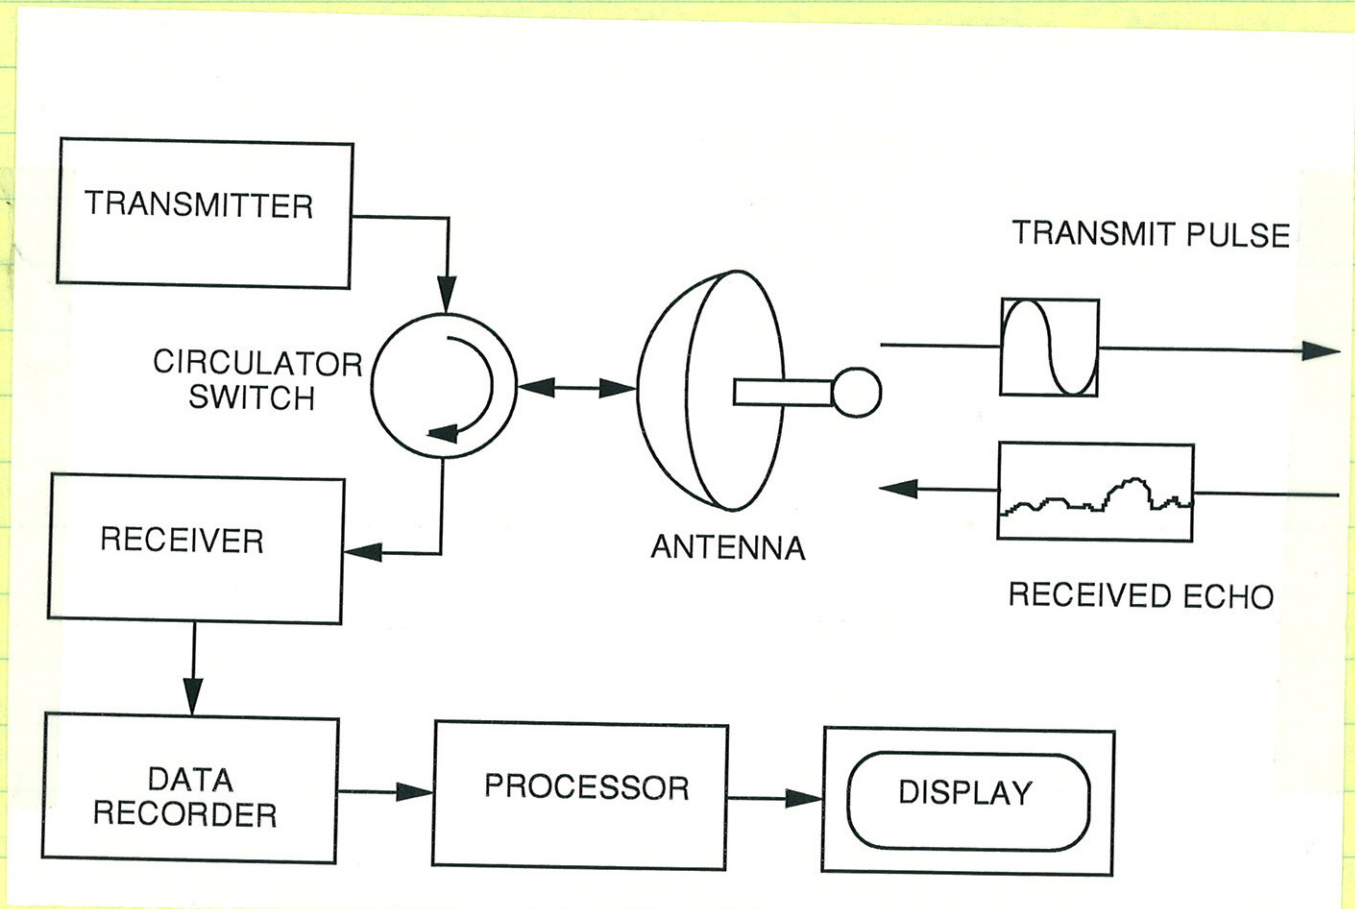 TRANSMITTER
TRANSMIT PULSE
CIRCULATOR
SWITCH
RECEIVER
ANTENNA
RECEIVED ECHO
DATA
RECORDER
PROCESSOR
DISPLAY